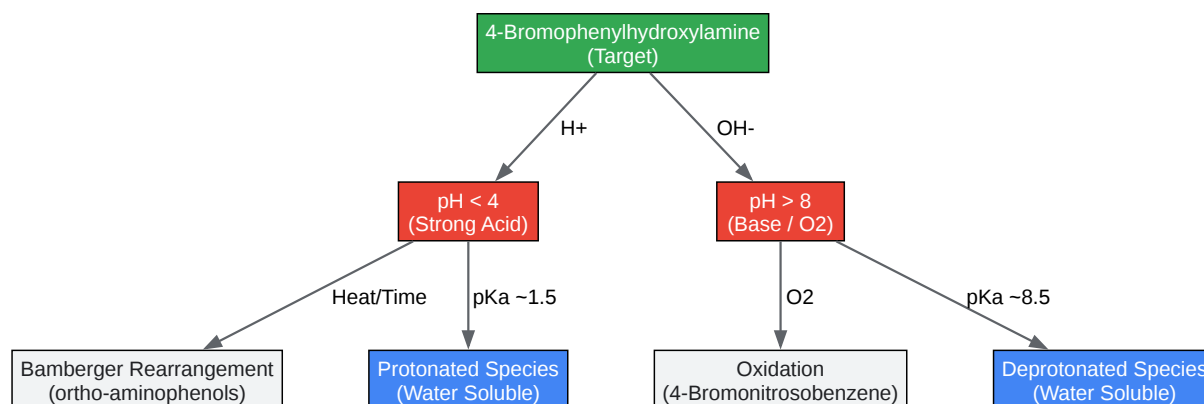 4-Bromophenylhydroxylamine
(Target)
H+
OH-
pH < 4
(Strong Acid)
pH > 8
(Base / O2)
Heat/Time
pKa ~1.5
O2
pKa ~8.5
Bamberger Rearrangement
(ortho-aminophenols)
Protonated Species
(Water Soluble)
Oxidation
(4-Bromonitrosobenzene)
Deprotonated Species
(Water Soluble)